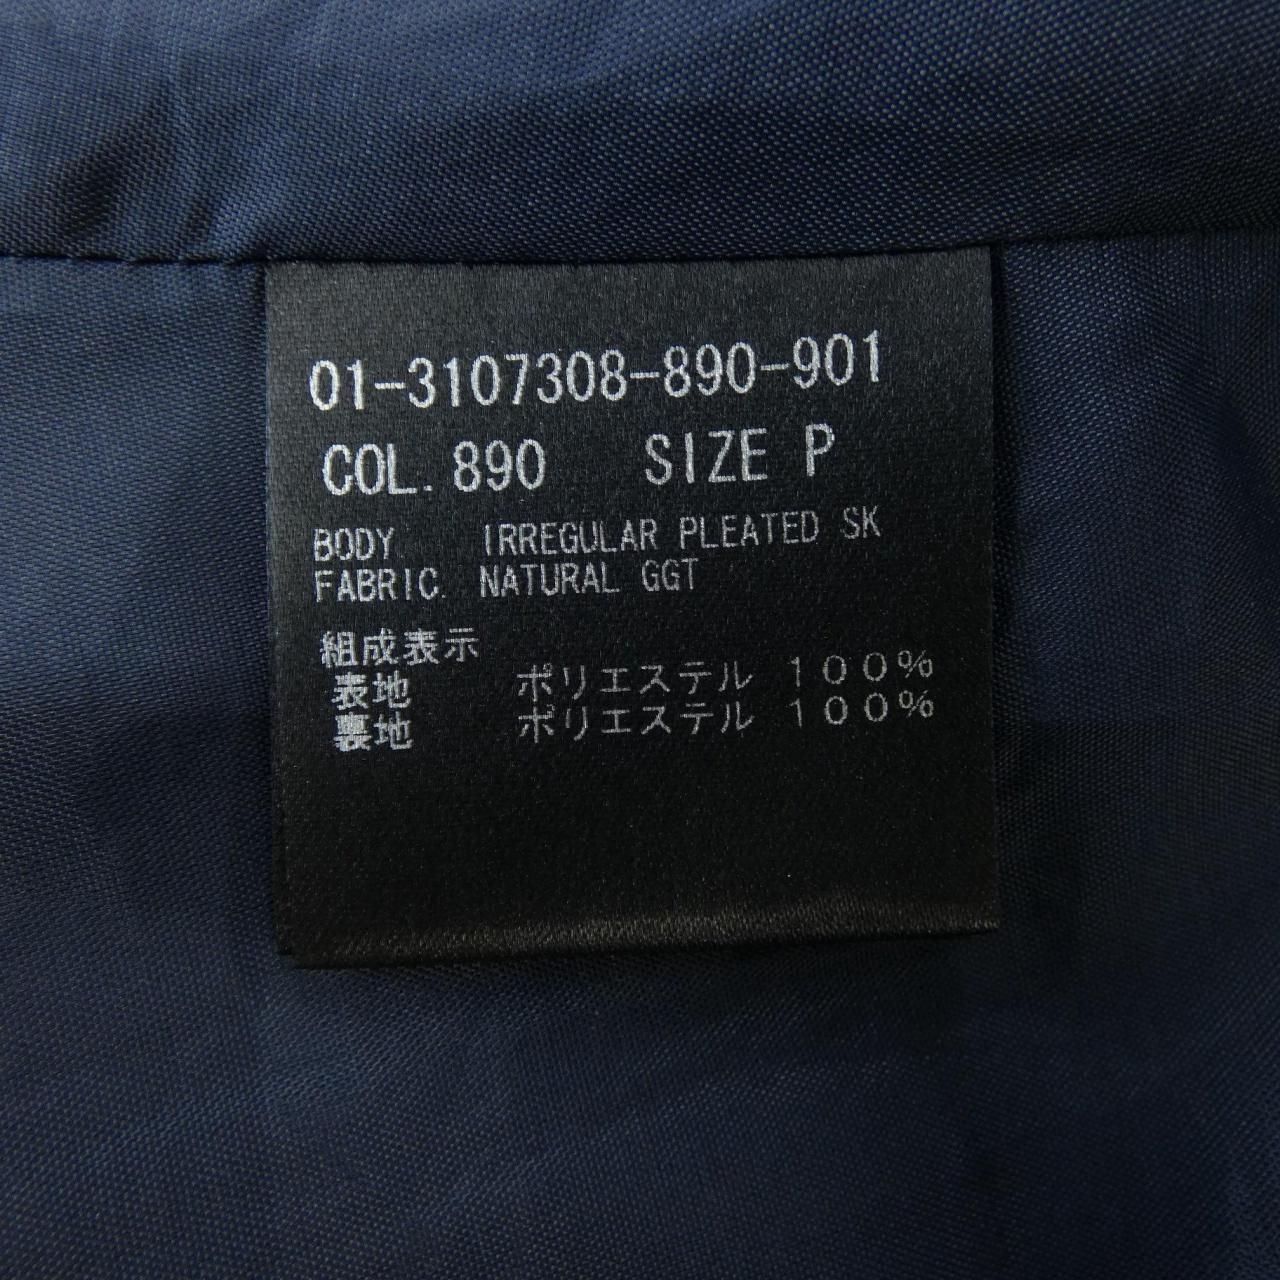 01-3107308-890-901
COL. 890 SIZE P
BODY. IRREGULAR PLEATED SK
FABRIC. NATURAL GGT
組成表示
表地 ポリエステル １００％
裏地 ポリエステル １００％